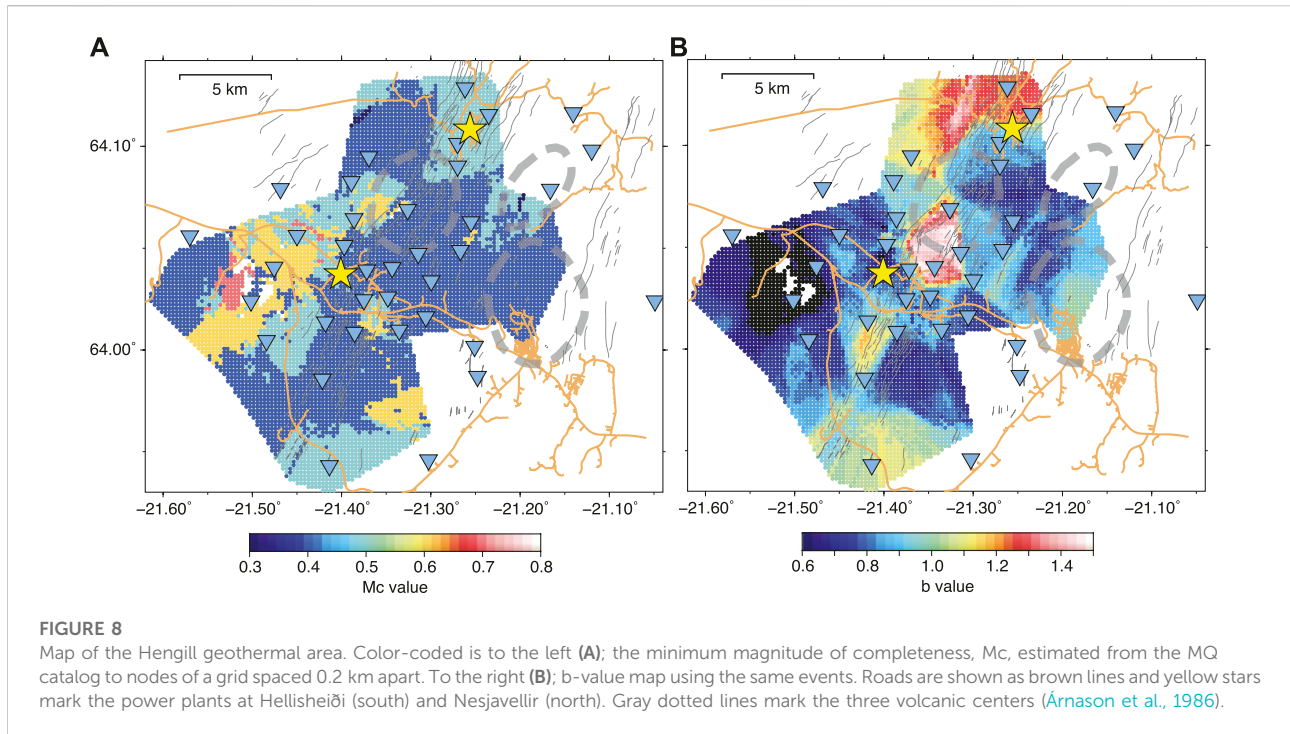 A
B
5 km
5 km
64.10°
64.00°
−21.60° −21.50° −21.40° −21.30° −21.20° −21.10°
−21.60° −21.50° −21.40° −21.30° −21.20° −21.10°
0.3 0.4 0.5 0.6 0.7 0.8
Mc value
0.6 0.8 1.0 1.2 1.4
b value
FIGURE 8
Map of the Hengill geothermal area. Color-coded is to the left (A); the minimum magnitude of completeness, Mc, estimated from the MQ
catalog to nodes of a grid spaced 0.2 km apart. To the right (B); b-value map using the same events. Roads are shown as brown lines and yellow stars
mark the power plants at Hellisheiði (south) and Nesjavellir (north). Gray dotted lines mark the three volcanic centers (Árnason et al., 1986).